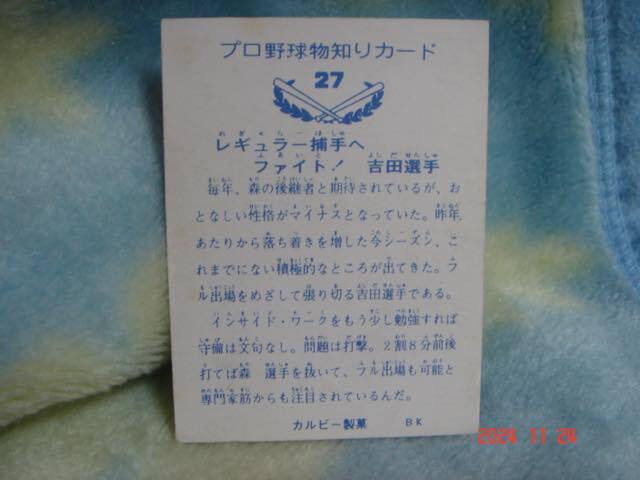 プロ野球物知りカード
27
レギュラー捕手へ
ファイト! 吉田選手
毎年、森の後継者と期待されているが、お
となしい性格がマイナスとなっていた。昨年
あたりから落ち着きを増した今シーズン、こ
れまでにない積極的なところが出てきた。フ
ル出場をめざして張り切る吉田選手である。
インサイド・ワークをもう少し勉強すれば
守備は文句なし。問題は打撃。2割8分前後
打てば森 選手を抜いて、フル出場も可能と
専門家筋からも注目されているんだ。
カルビー製菓 BK
2024 11 24